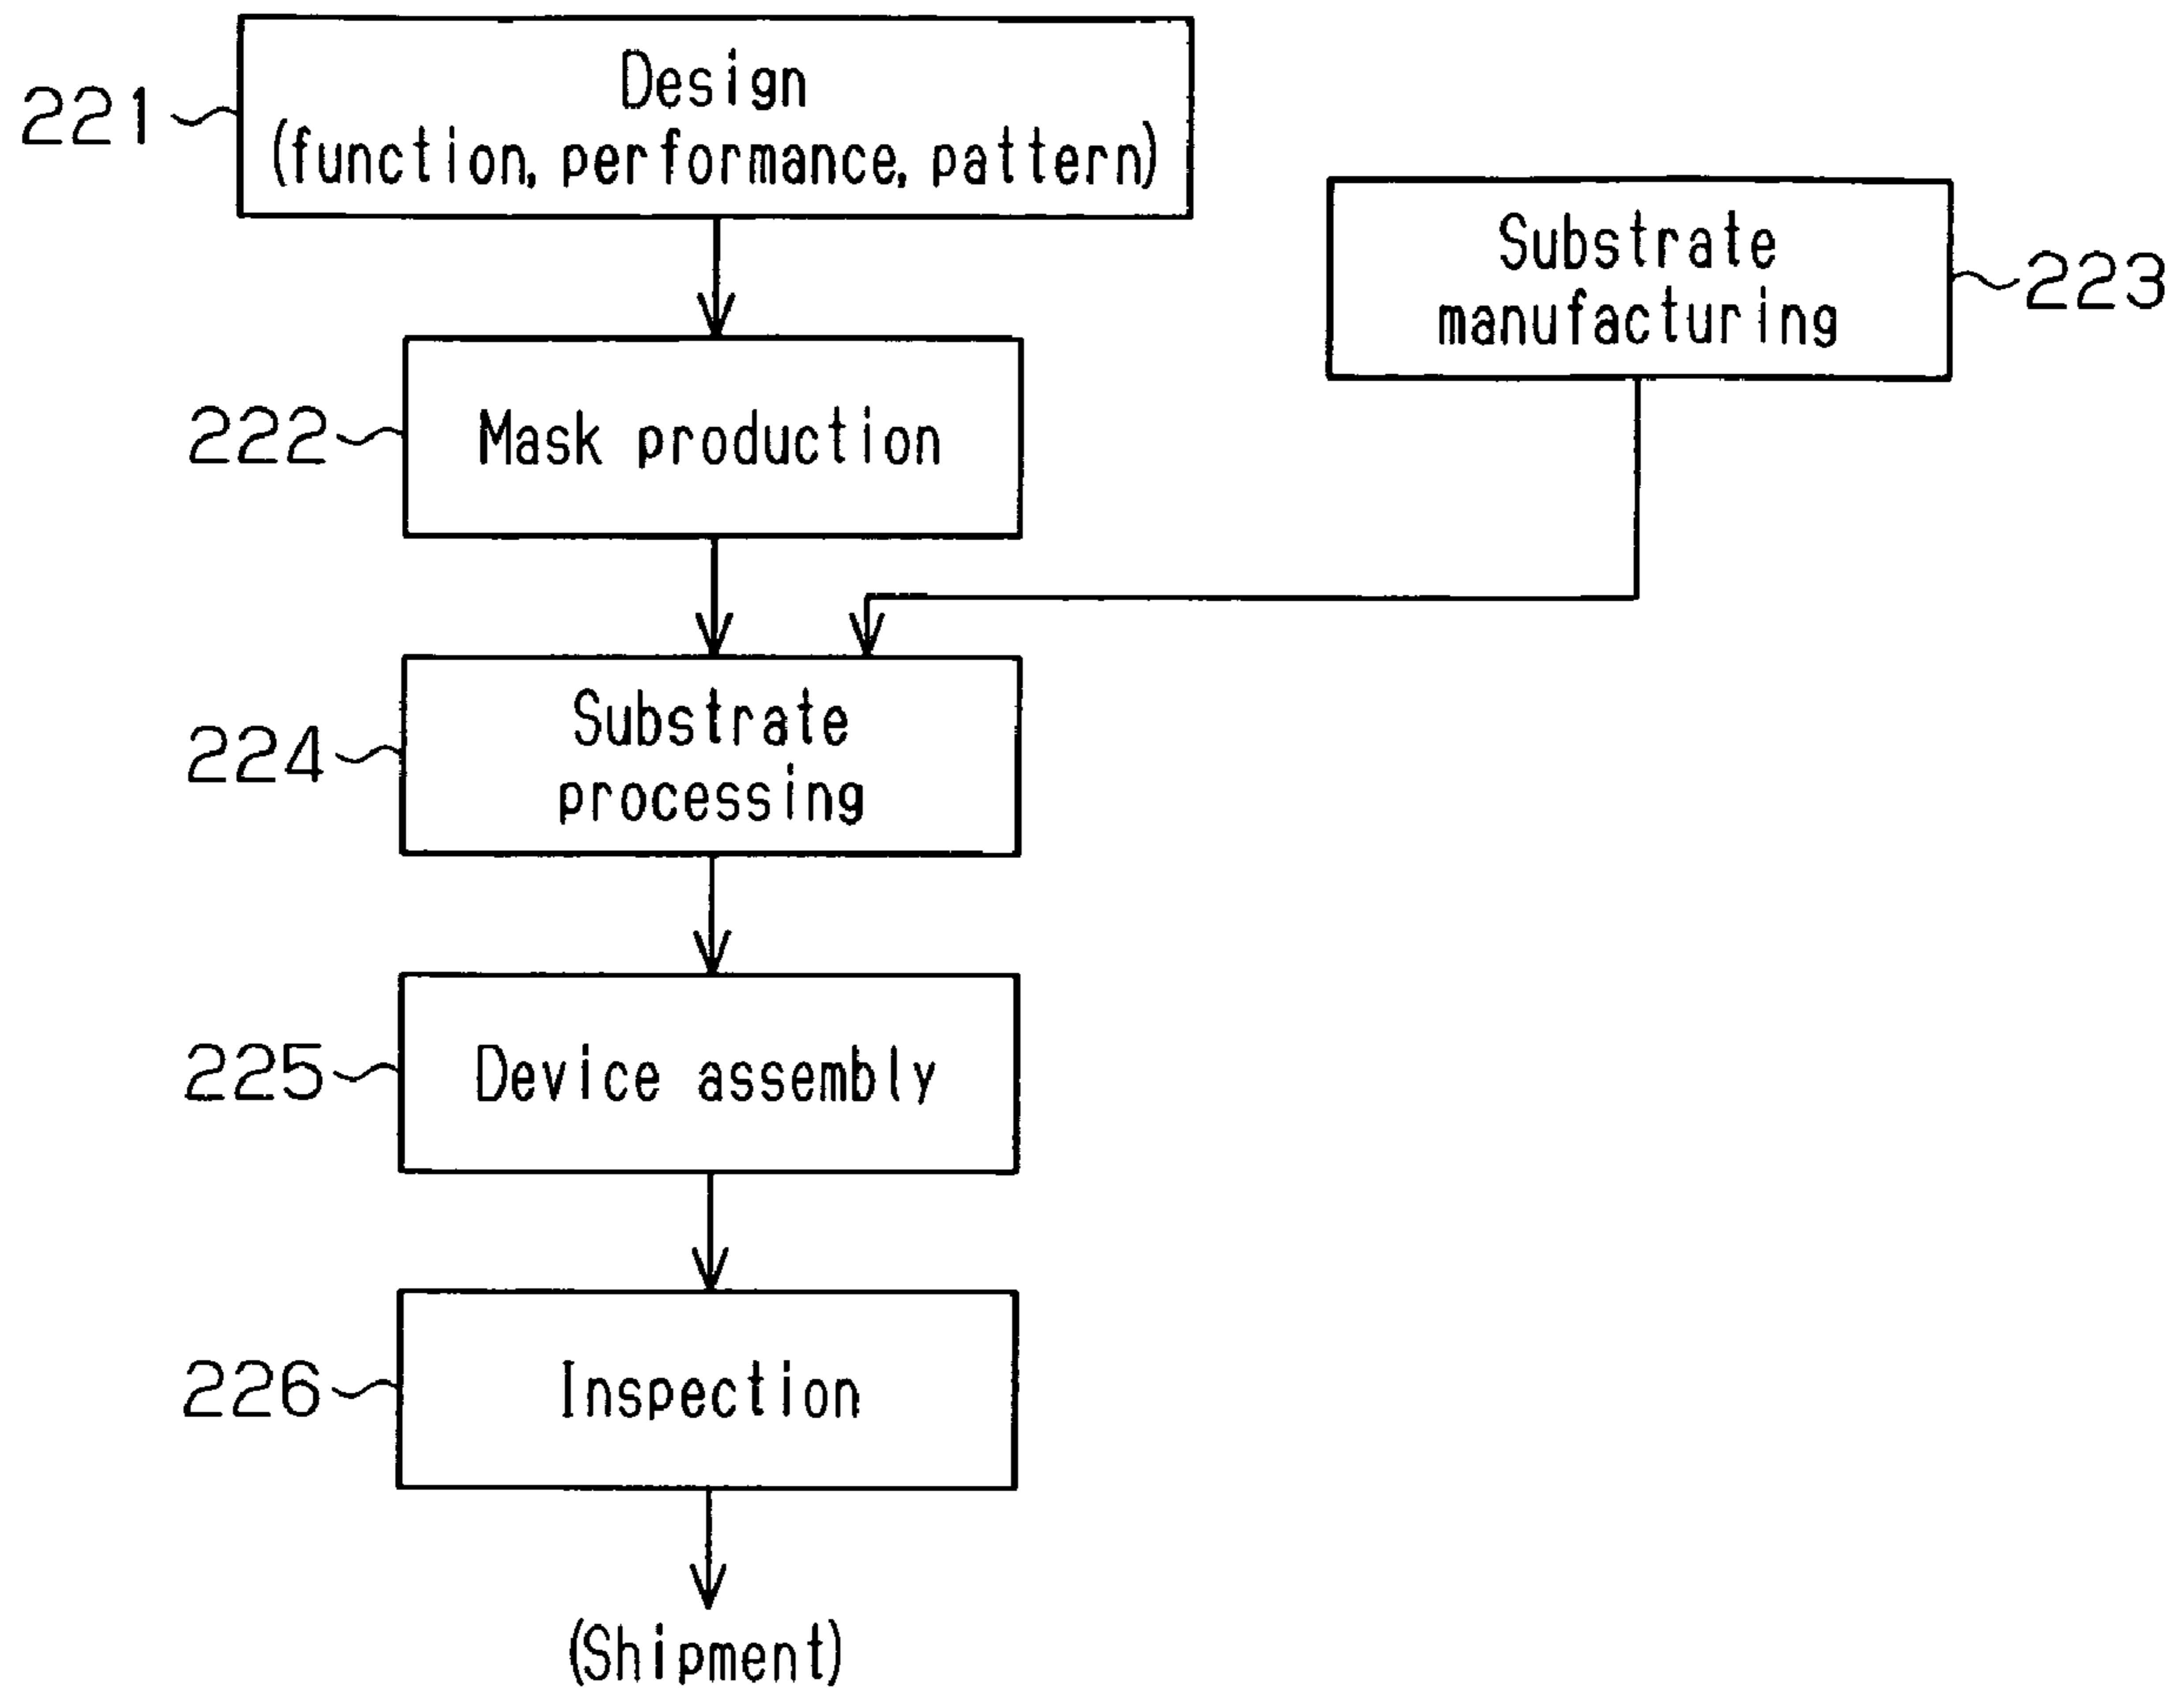 221
Design
(function, performance, pattern)
Substrate
manufacturing
223
222
Mask production
224
Substrate
processing
225
Device assembly
226
Inspection
(Shipment)